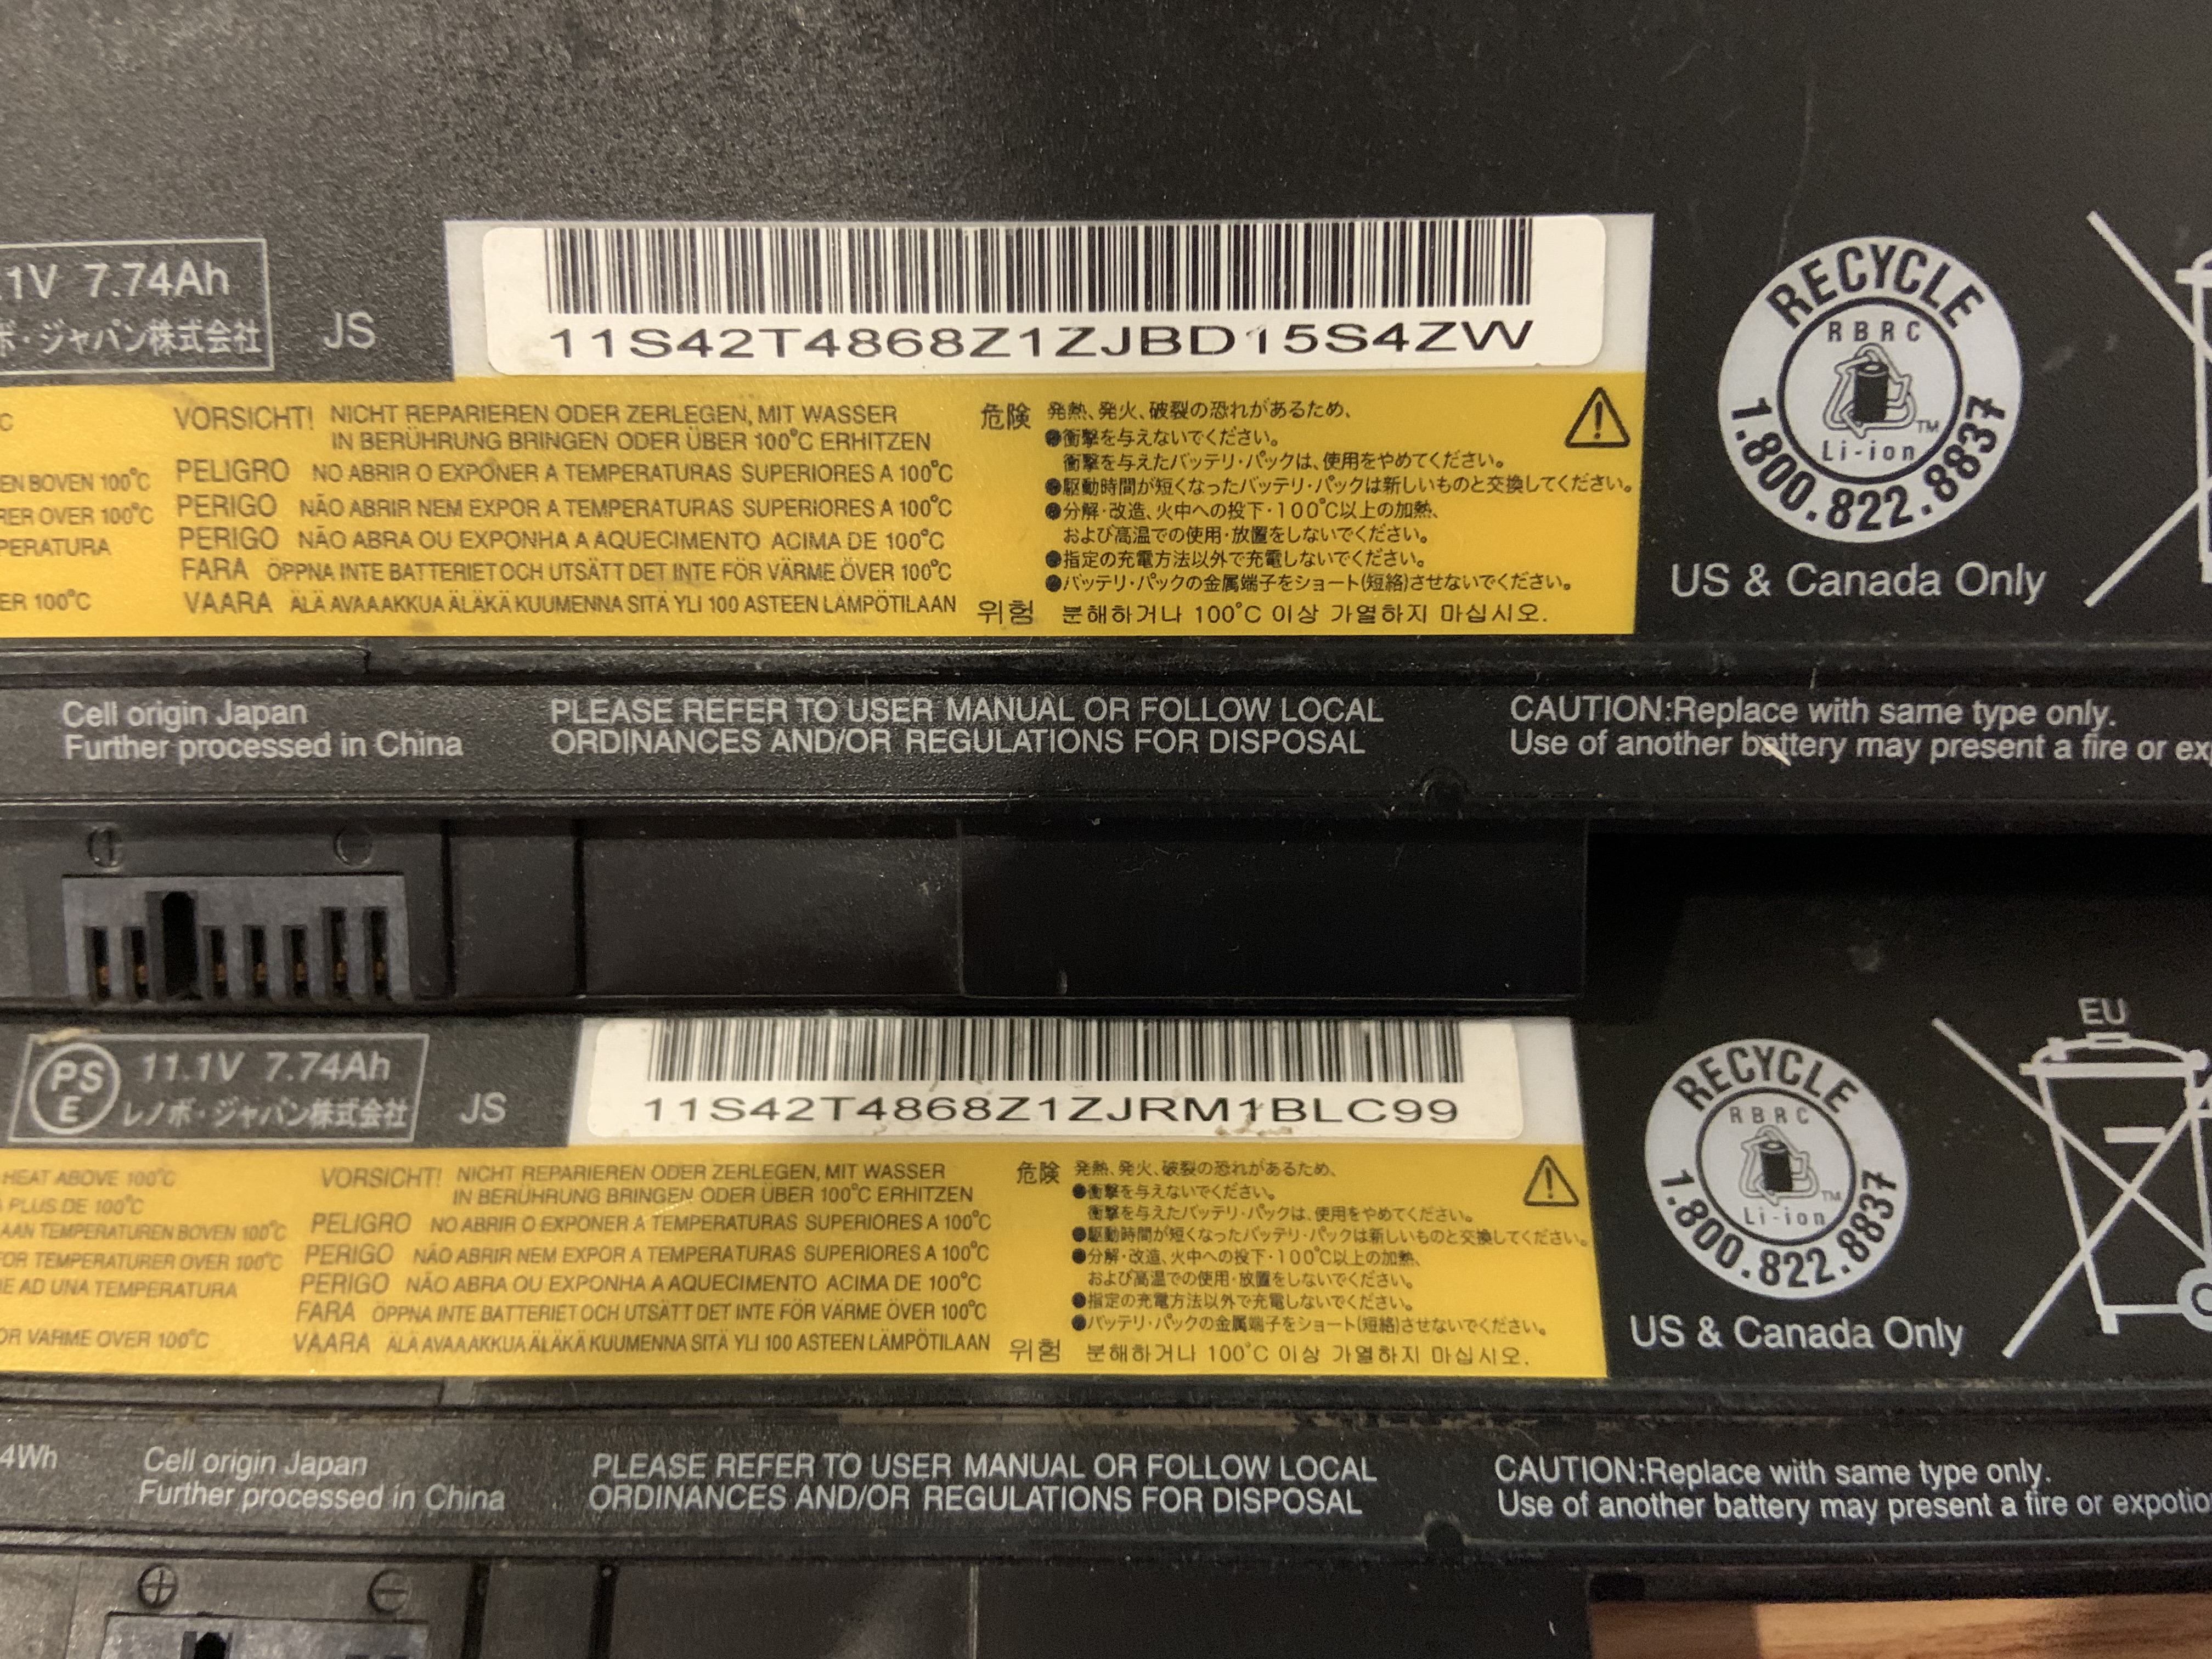 .1V 7.74Ah
ボ・ジャパン株式会社
JS
11S42T4868Z1ZJBD15S4ZW
RECYCLE
RBRC
TM
Li-ion
1.800.822.8837
US & Canada Only
°C
EN BOVEN 100°C
RER OVER 100°C
PERATURA
ER 100°C
VORSICHT! NICHT REPARIEREN ODER ZERLEGEN, MIT WASSER
IN BERÜHRUNG BRINGEN ODER ÜBER 100°C ERHITZEN
PELIGRO NO ABRIR O EXPONER A TEMPERATURAS SUPERIORES A 100°C
PERIGO NÃO ABRIR NEM EXPOR A TEMPERATURAS SUPERIORES A 100°C
PERIGO NÃO ABRA OU EXPONHA A AQUECIMENTO ACIMA DE 100°C
FARA ÖPPNA INTE BATTERIET OCH UTSÄTT DET INTE FÖR VÄRME ÖVER 100°C
VAARA ÄLÄ AVAA AKKUA ÄLÄKÄ KUUMENNA SITÄ YLI 100 ASTEEN LÄMPÖTILAAN
危険 発熱、発火、破裂の恐れがあるため、
●衝撃を与えないでください。
衝撃を与えたバッテリ・パックは、使用をやめてください。
●駆動時間が短くなったバッテリ・パックは新しいものと交換してください。
●分解・改造、火中への投下・100℃以上の加熱、
および高温での使用・放置をしないでください。
●指定の充電方法以外で充電しないでください。
●バッテリ・パックの金属端子をショート(短絡)させないでください。
위험 분해하거나 100°C 이상 가열하지 마십시오.
Cell origin Japan
Further processed in China
PLEASE REFER TO USER MANUAL OR FOLLOW LOCAL
ORDINANCES AND/OR REGULATIONS FOR DISPOSAL
CAUTION:Replace with same type only.
Use of another battery may present a fire or ex
PS
E
11.1V 7.74Ah
レノボ・ジャパン株式会社
JS
11S42T4868Z1ZJRM1BLC99
RECYCLE
RBRC
TM
Li-ion
1.800.822.8837
US & Canada Only
EU
HEAT ABOVE 100°C
PLUS DE 100°C
AAN TEMPERATUREN BOVEN 100°C
FOR TEMPERATURER OVER 100°C
RE AD UNA TEMPERATURA
OR VARME OVER 100°C
VORSICHT! NICHT REPARIEREN ODER ZERLEGEN, MIT WASSER
IN BERÜHRUNG BRINGEN ODER ÜBER 100°C ERHITZEN
PELIGRO NO ABRIR O EXPONER A TEMPERATURAS SUPERIORES A 100°C
PERIGO NÃO ABRIR NEM EXPOR A TEMPERATURAS SUPERIORES A 100°C
PERIGO NÃO ABRA OU EXPONHA A AQUECIMENTO ACIMA DE 100°C
FARA ÖPPNA INTE BATTERIET OCH UTSÄTT DET INTE FÖR VÄRME ÖVER 100°C
VAARA ÄLÄ AVAA AKKUA ÄLÄKÄ KUUMENNA SITÄ YLI 100 ASTEEN LÄMPÖTILAAN
危険 発熱、発火、破裂の恐れがあるため、
●衝撃を与えないでください。
衝撃を与えたバッテリ・パックは、使用をやめてください。
●駆動時間が短くなったバッテリ・パックは新しいものと交換してください。
●分解・改造、火中への投下・100℃以上の加熱、
および高温での使用・放置をしないでください。
●指定の充電方法以外で充電しないでください。
●バッテリ・パックの金属端子をショート(短絡)させないでください。
위험 분해하거나 100°C 이상 가열하지 마십시오.
4Wh
Cell origin Japan
Further processed in China
PLEASE REFER TO USER MANUAL OR FOLLOW LOCAL
ORDINANCES AND/OR REGULATIONS FOR DISPOSAL
CAUTION:Replace with same type only.
Use of another battery may present a fire or expotio